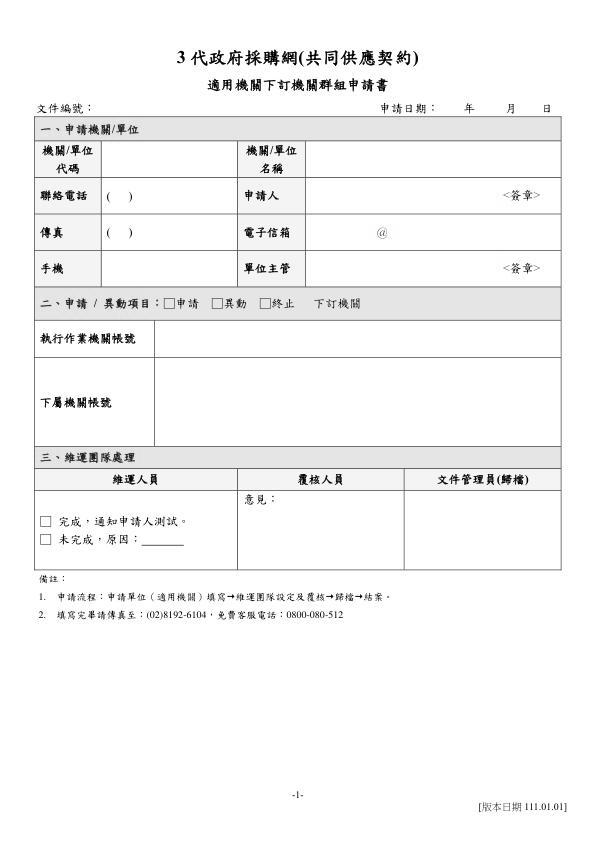 3 代政府採購網(共同供應契約)
適用機關下訂機關群組申請書
文件編號： 申請日期： 年 月 日
一、申請機關/單位
機關/單位代碼 機關/單位名稱
聯絡電話 ( ) 申請人 <簽章>
傳真 ( ) 電子信箱 @
手機 單位主管 <簽章>
二、申請 / 異動項目：□申請 □異動 □終止 下訂機關
執行作業機關帳號
下屬機關帳號
三、維運團隊處理
維運人員 覆核人員 文件管理員(歸檔)
意見：
□ 完成，通知申請人測試。
□ 未完成，原因：_______
備註：
1. 申請流程：申請單位（適用機關）填寫→維運團隊設定及覆核→歸檔→結案。
2. 填寫完畢請傳真至：(02)8192-6104，免費客服電話：0800-080-512
-1-
[版本日期 111.01.01]